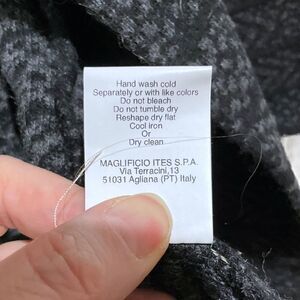 Hand wash cold
Separately or with like colors
Do not bleach
Do not tumble dry
Reshape dry flat
Cool iron
Or
Dry clean
MAGLIFICIO ITES S.P.A.
Via Terracini,13
51031 Agliana (PT) Italy